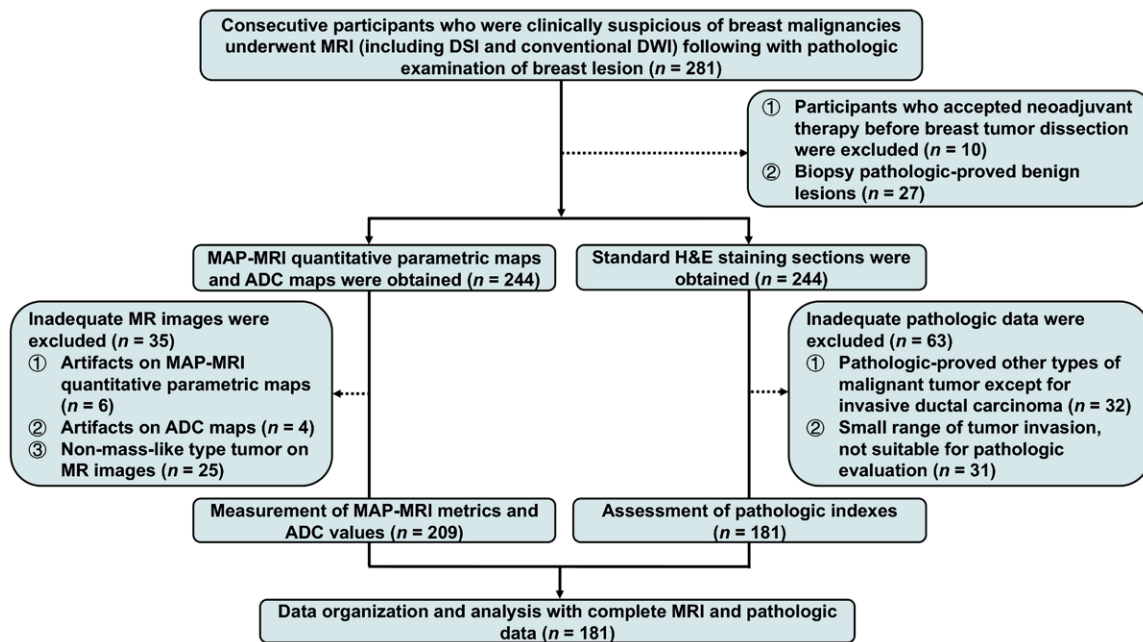 Consecutive participants who were clinically suspicious of breast malignancies
underwent MRI (including DSI and conventional DWI) following with pathologic
examination of breast lesion (n = 281)
① Participants who accepted neoadjuvant
therapy before breast tumor dissection
were excluded (n = 10)
② Biopsy pathologic-proved benign
lesions (n = 27)
MAP-MRI quantitative parametric maps
and ADC maps were obtained (n = 244)
Standard H&E staining sections were
obtained (n = 244)
Inadequate MR images were
excluded (n = 35)
① Artifacts on MAP-MRI
quantitative parametric maps
(n = 6)
② Artifacts on ADC maps (n = 4)
③ Non-mass-like type tumor on
MR images (n = 25)
Inadequate pathologic data were
excluded (n = 63)
① Pathologic-proved other types of
malignant tumor except for
invasive ductal carcinoma (n = 32)
② Small range of tumor invasion,
not suitable for pathologic
evaluation (n = 31)
Measurement of MAP-MRI metrics and
ADC values (n = 209)
Assessment of pathologic indexes
(n = 181)
Data organization and analysis with complete MRI and pathologic
data (n = 181)